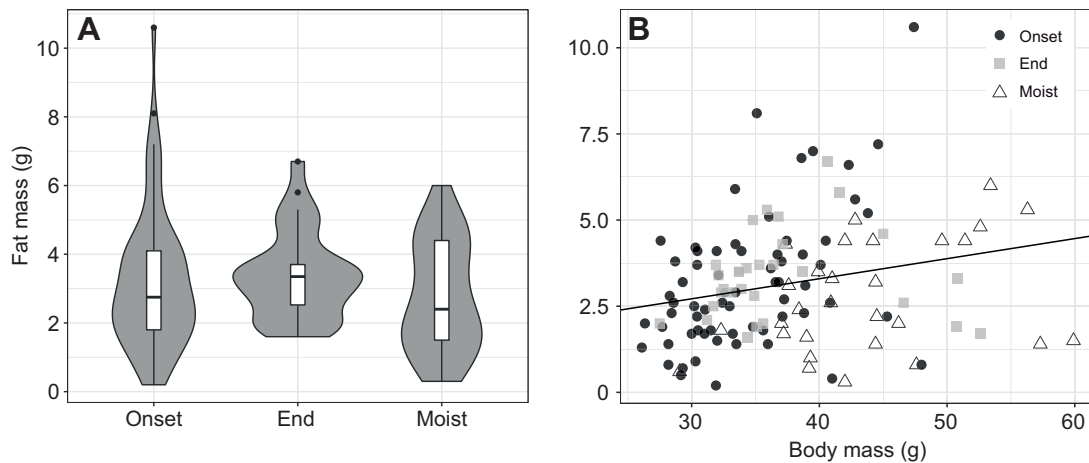 A
Fat mass (g)
10
8
6
4
2
0
Onset End Moist
B
10.0
7.5
5.0
2.5
0
Onset
End
Moist
30 40 50 60
Body mass (g)